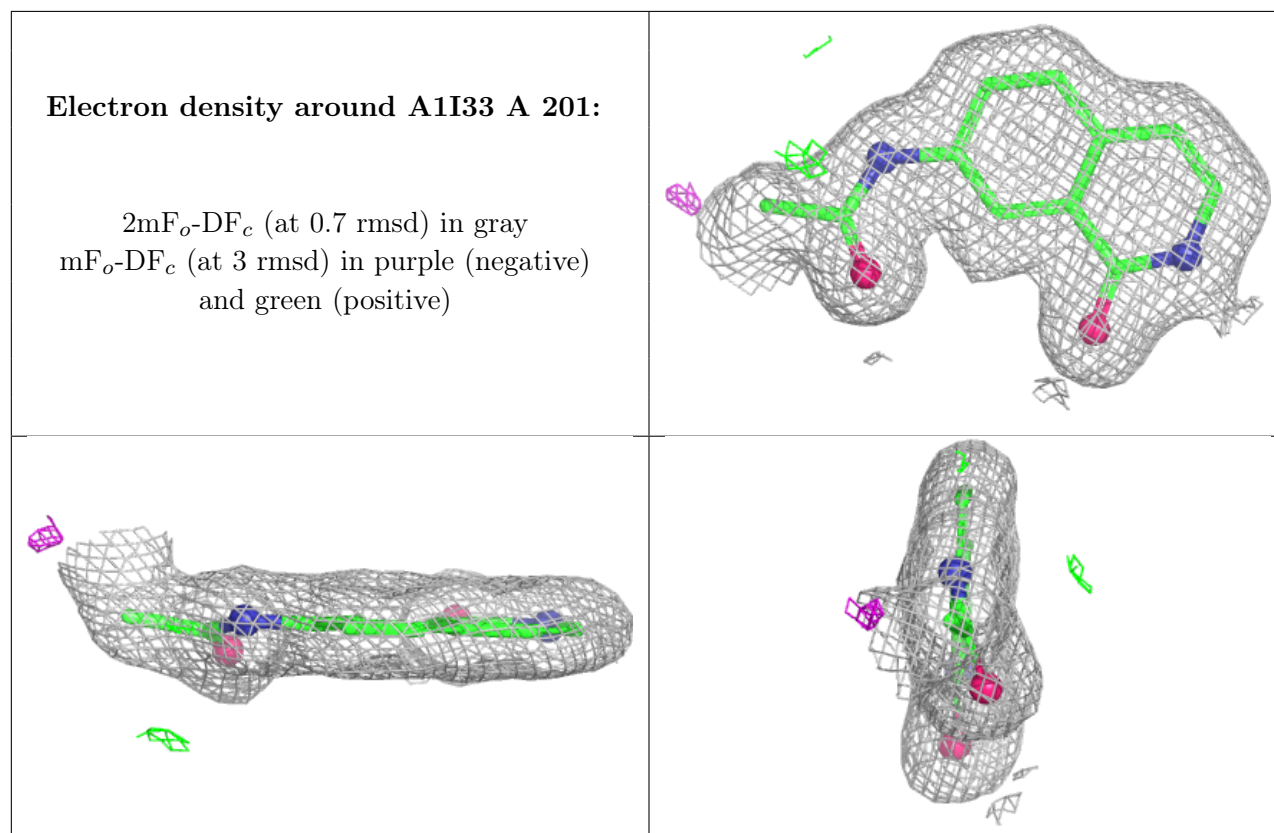 Electron density around A1I33 A 201:
2mFo-DFc (at 0.7 rmsd) in gray
mFo-DFc (at 3 rmsd) in purple (negative)
and green (positive)